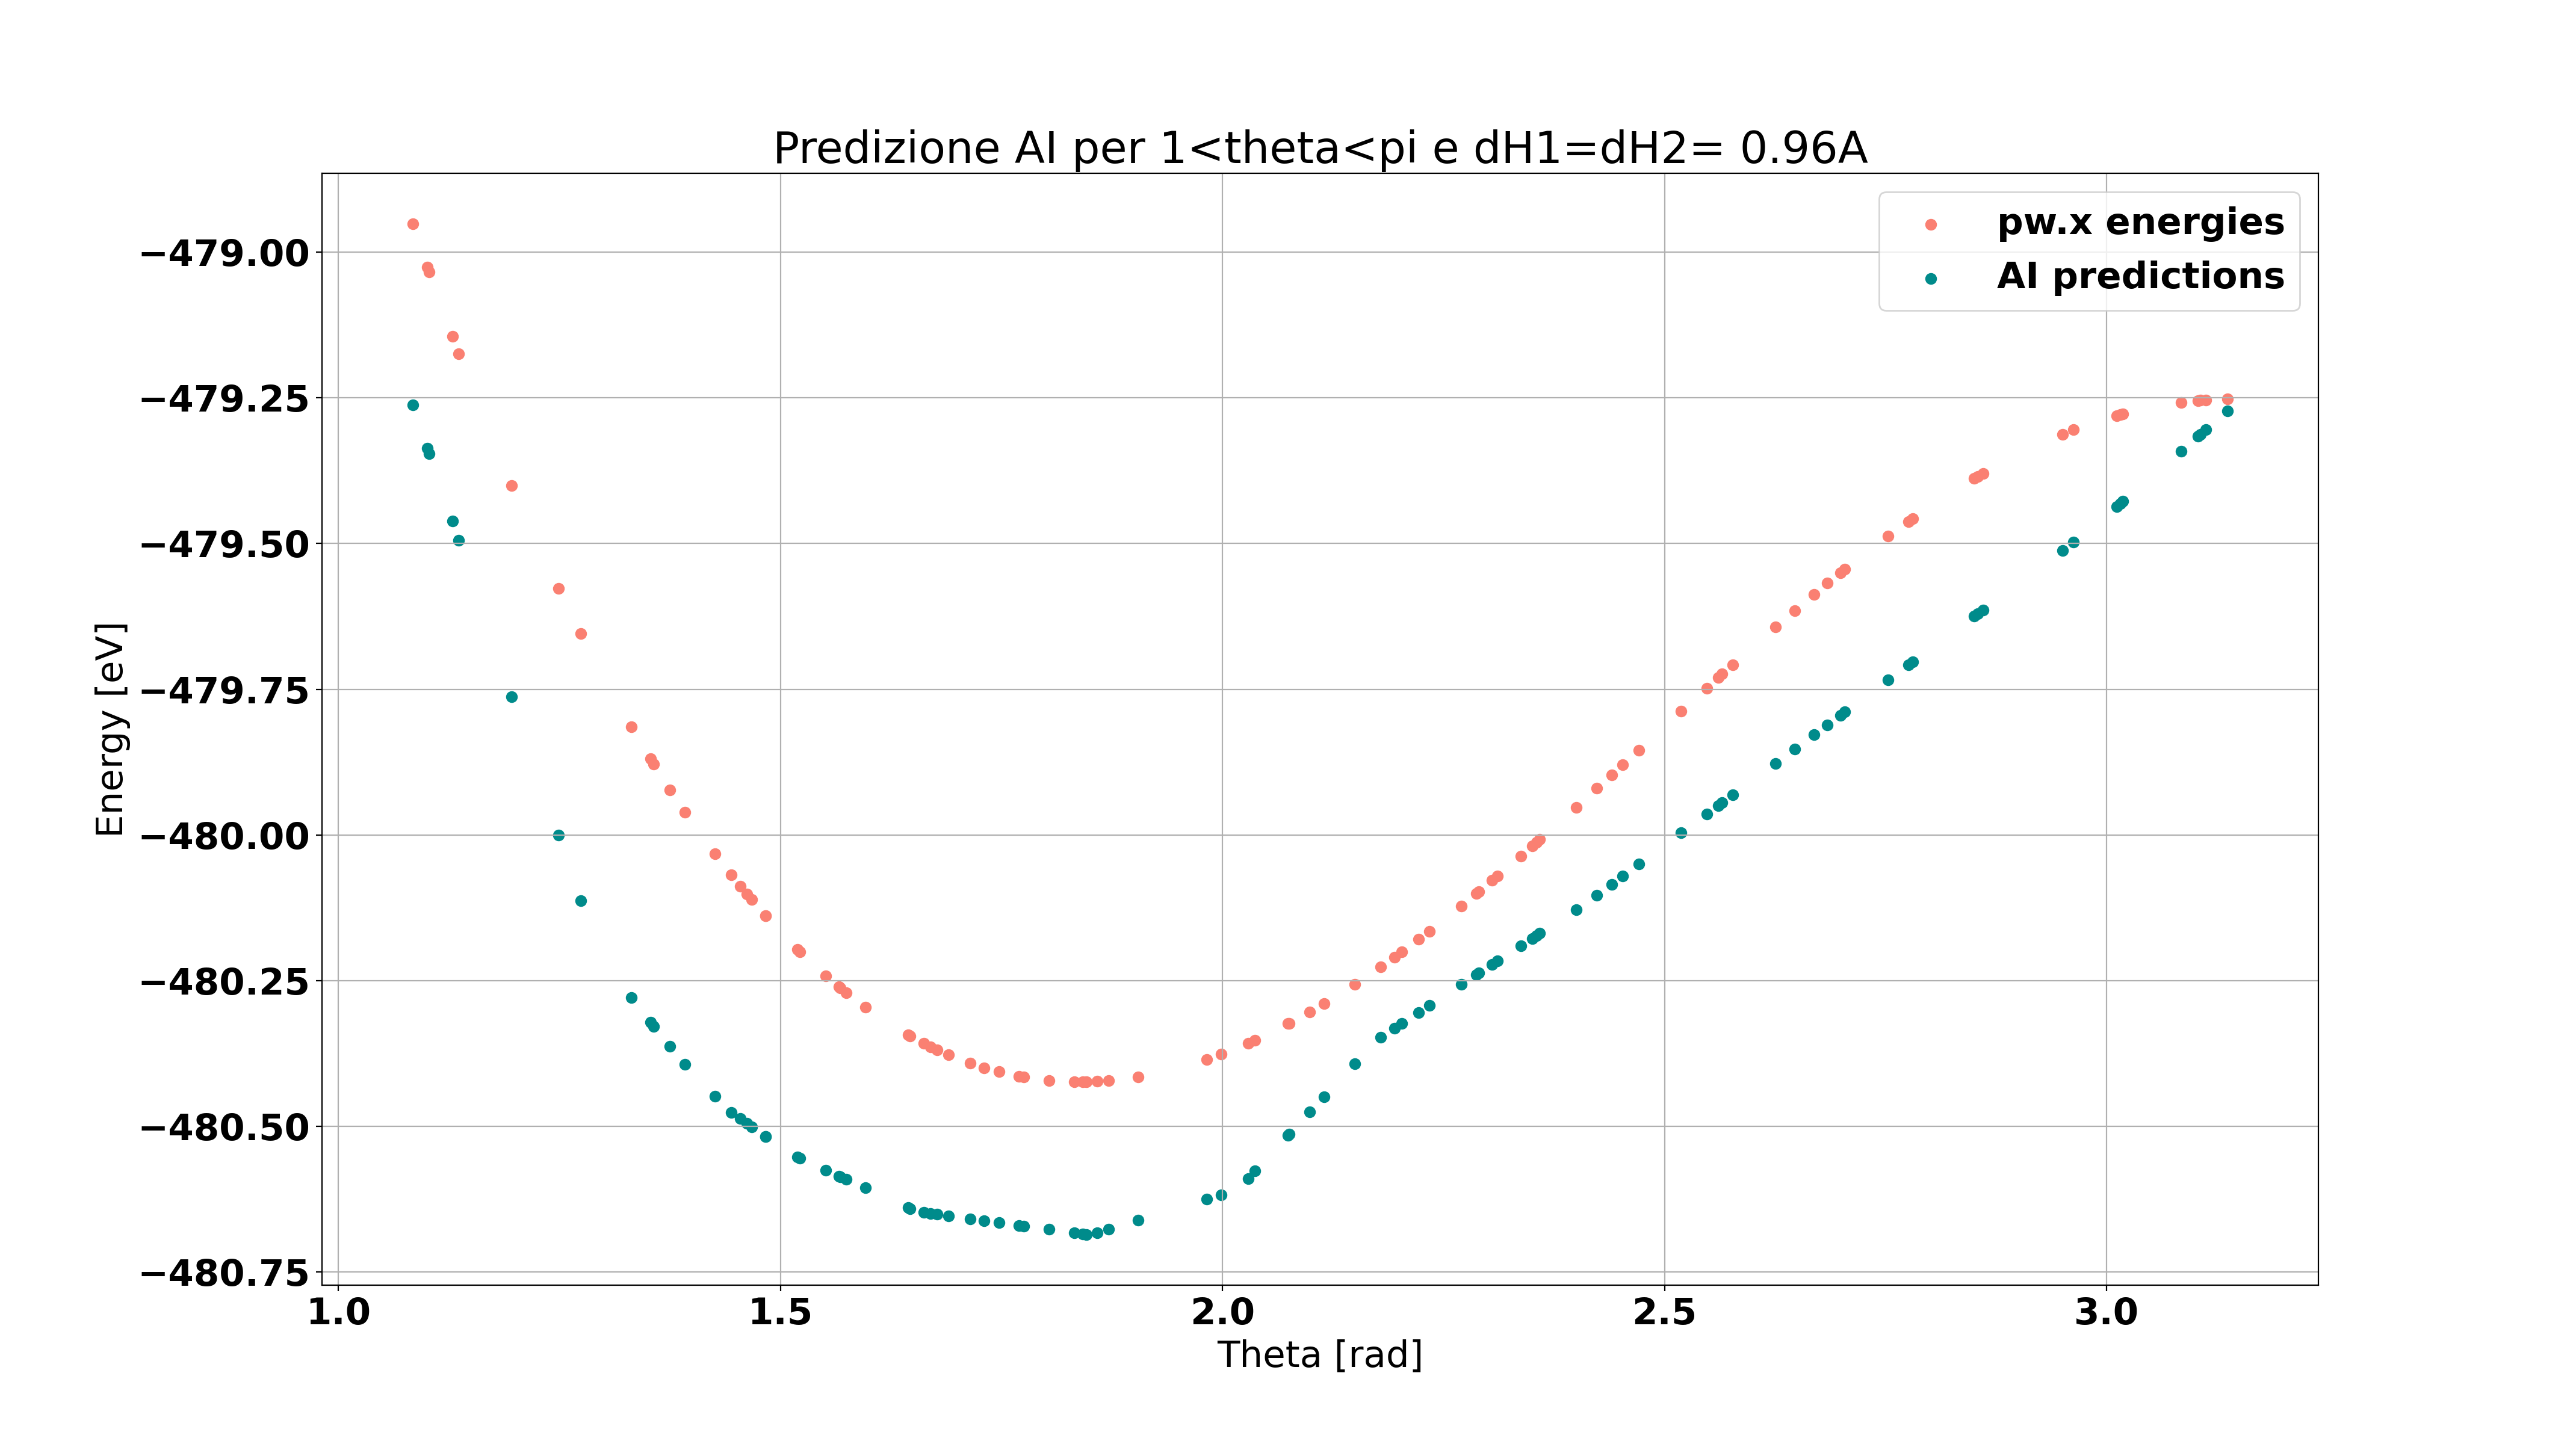 Predizione AI per 1<theta<pi e dH1=dH2= 0.96A
pw.x energies
AI predictions
−479.00
−479.25
−479.50
−479.75
−480.00
−480.25
−480.50
−480.75
Energy [eV]
1.0 1.5 2.0 2.5 3.0
Theta [rad]